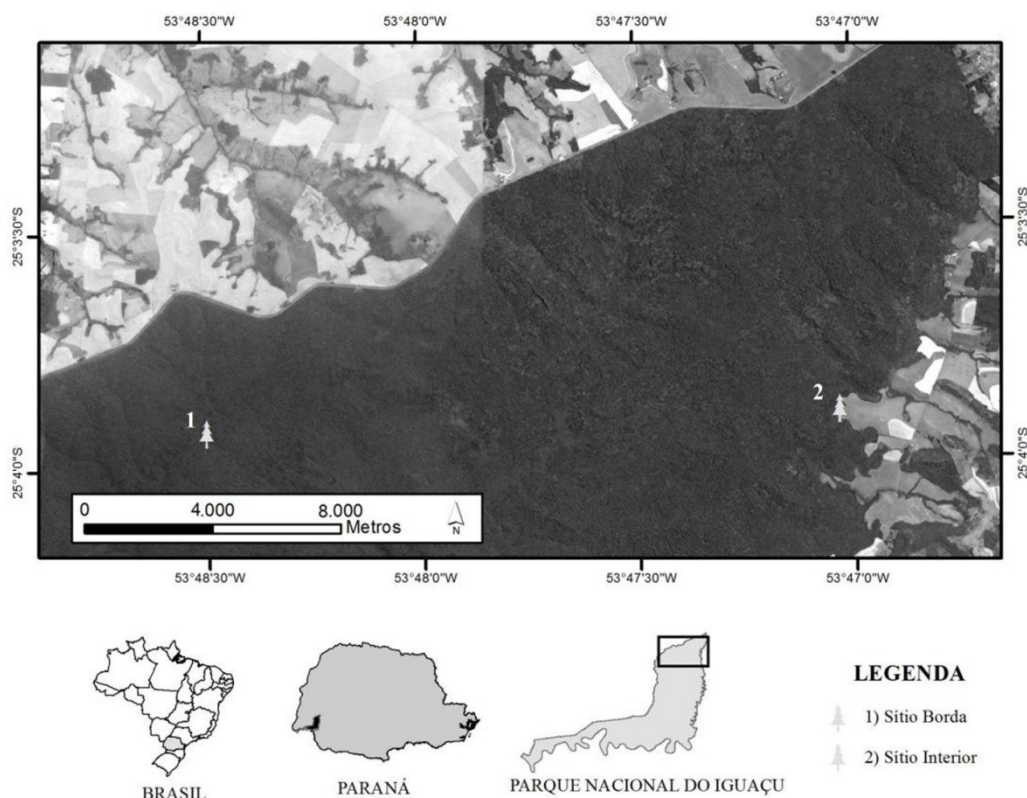 53°48'30"W 53°48'0"W 53°47'30"W 53°47'0"W
25°3'30"S 25°3'30"S
1 2
25°4'0"S 25°4'0"S
0 4.000 8.000
Metros
N
53°48'30"W 53°48'0"W 53°47'30"W 53°47'0"W
LEGENDA
1) Sítio Borda
2) Sítio Interior
BRASIL PARANÁ PARQUE NACIONAL DO IGUAÇU